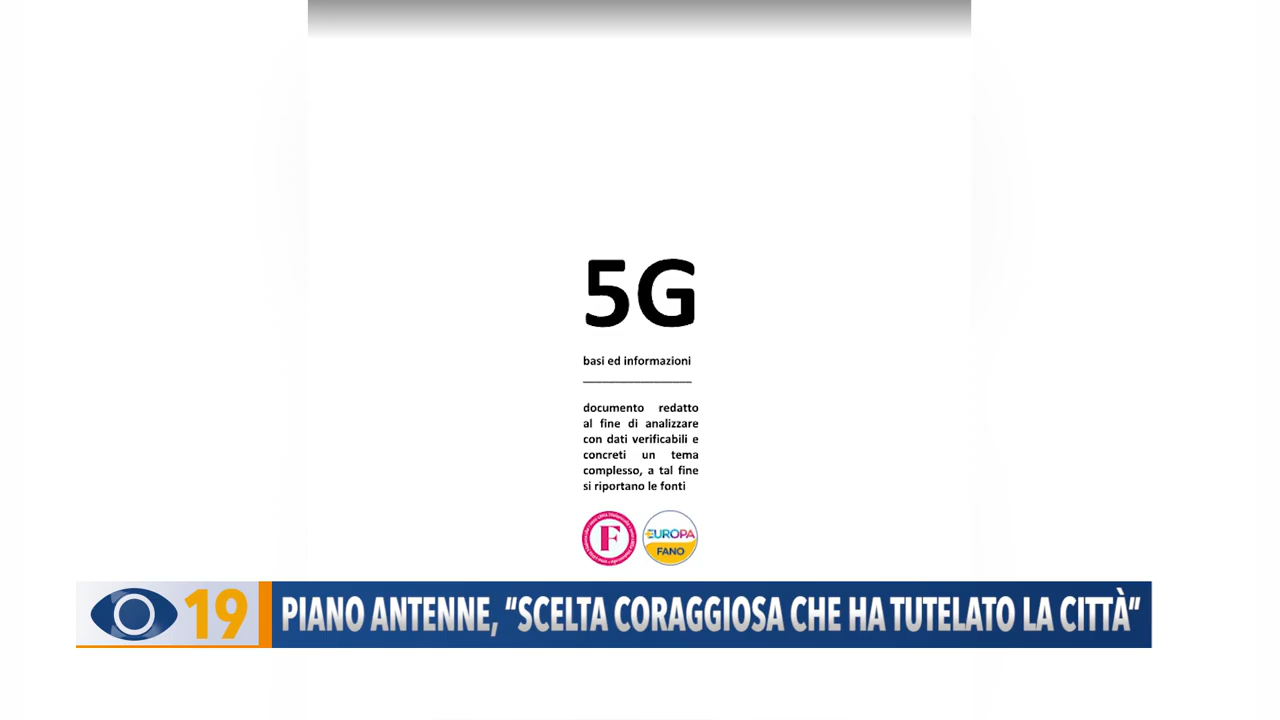 5G
basi ed informazioni
documento redatto
al fine di analizzare
con dati verificabili e
concreti un tema
complesso, a tal fine
si riportano le fonti
F
EUROPA
FANO
19
PIANO ANTENNE, “SCELTA CORAGGIOSA CHE HA TUTELATO LA CITTÀ”